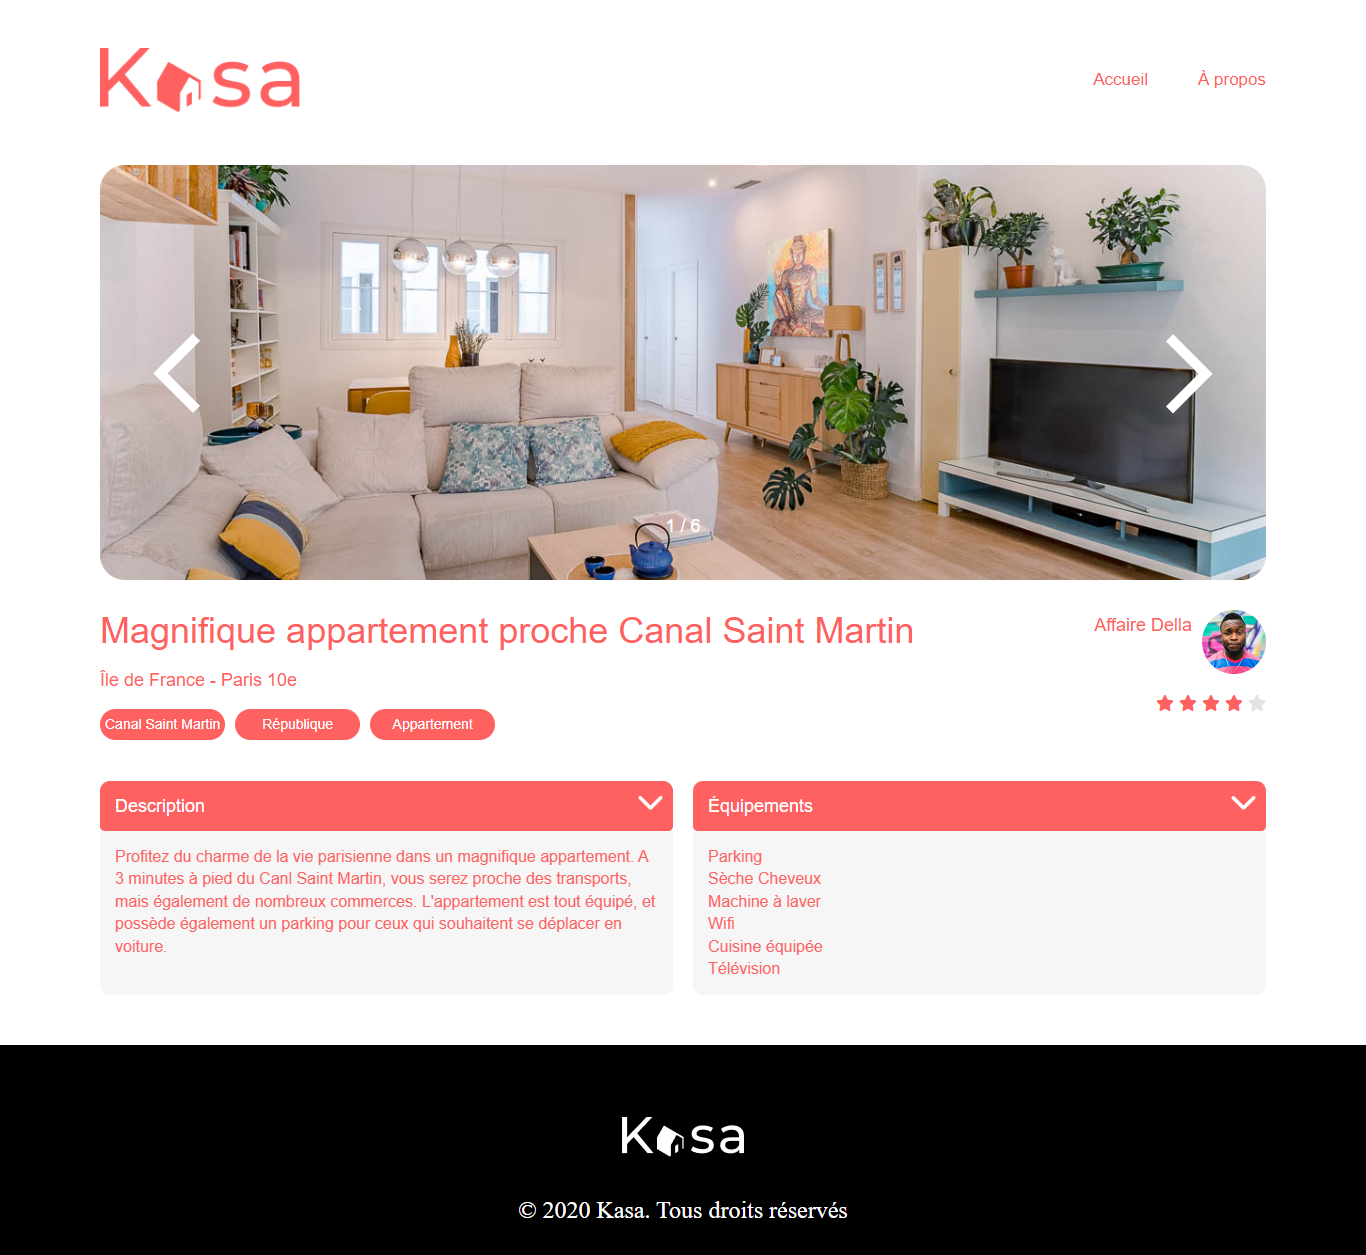 Kasa
Accueil
À propos
1 / 6
Magnifique appartement proche Canal Saint Martin
Affaire Della
Île de France - Paris 10e
Canal Saint Martin
République
Appartement
Description
Profitez du charme de la vie parisienne dans un magnifique appartement. A
3 minutes à pied du Canl Saint Martin, vous serez proche des transports,
mais également de nombreux commerces. L'appartement est tout équipé, et
possède également un parking pour ceux qui souhaitent se déplacer en
voiture.
Équipements
Parking
Sèche Cheveux
Machine à laver
Wifi
Cuisine équipée
Télévision
Kasa
© 2020 Kasa. Tous droits réservés